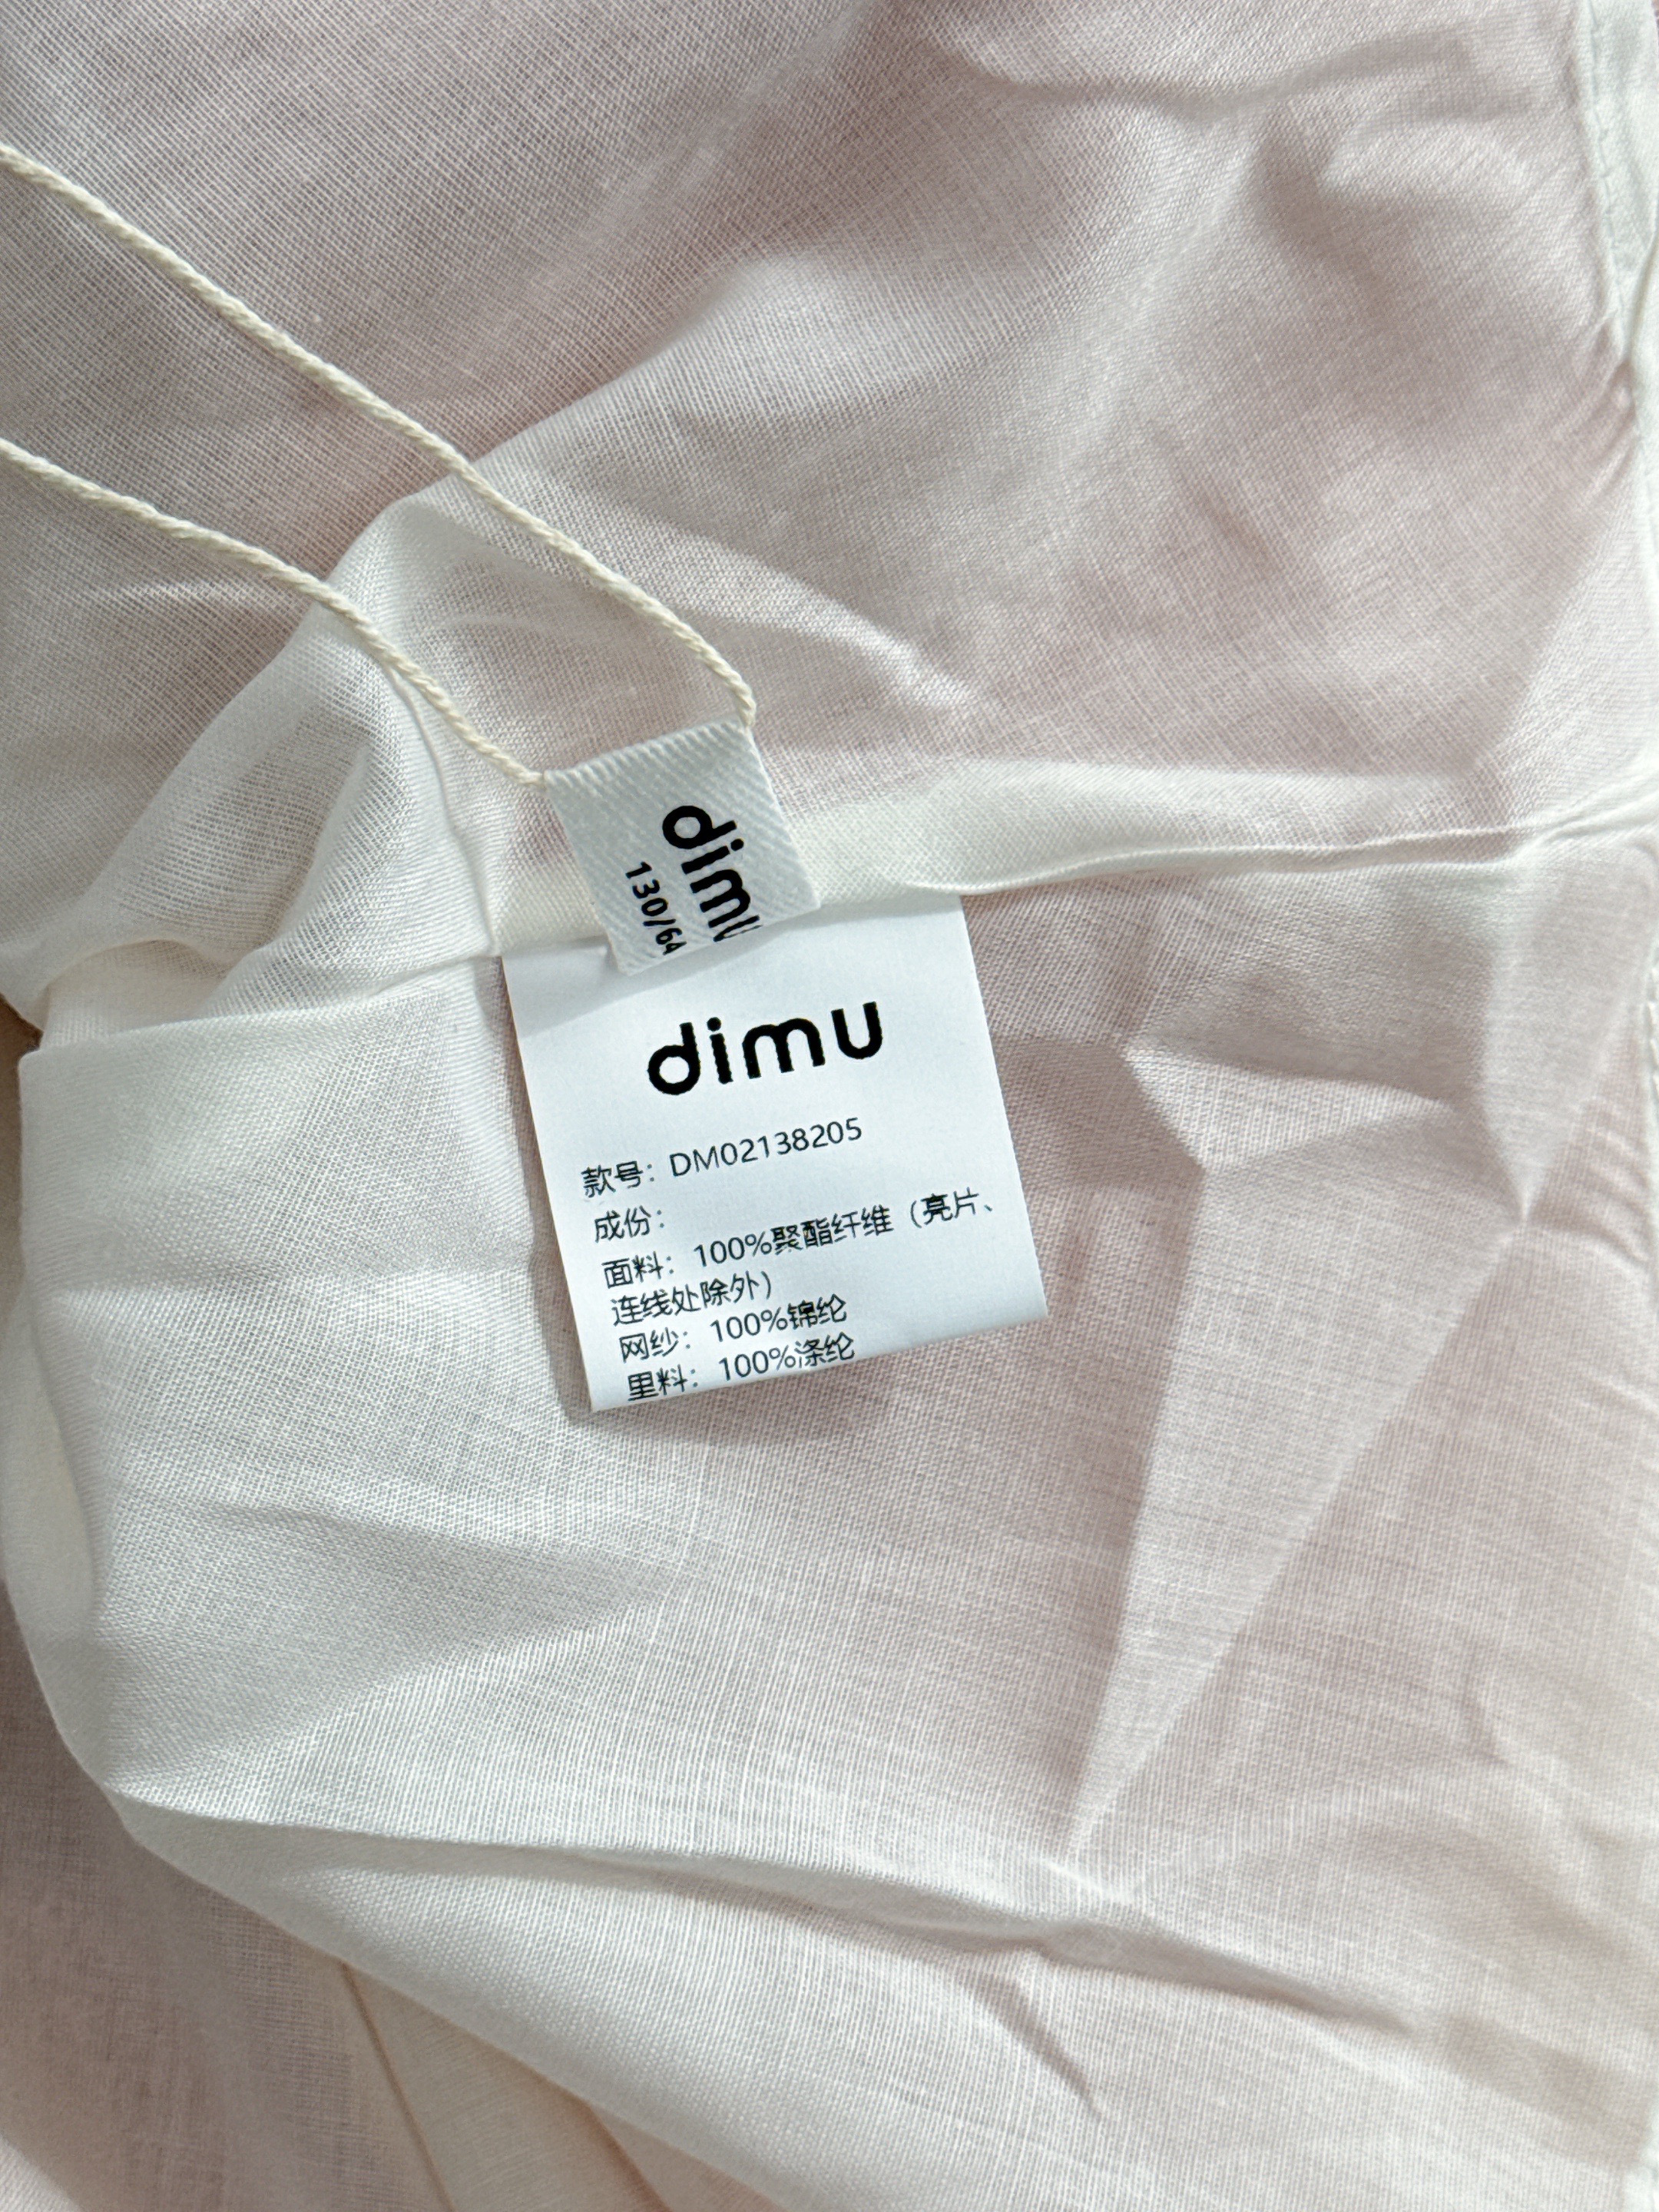 dimu
130/64
dimu
款号：DM02138205
成份：
面料：100%聚酯纤维（亮片、
连线处除外）
网纱：100%锦纶
里料：100%涤纶